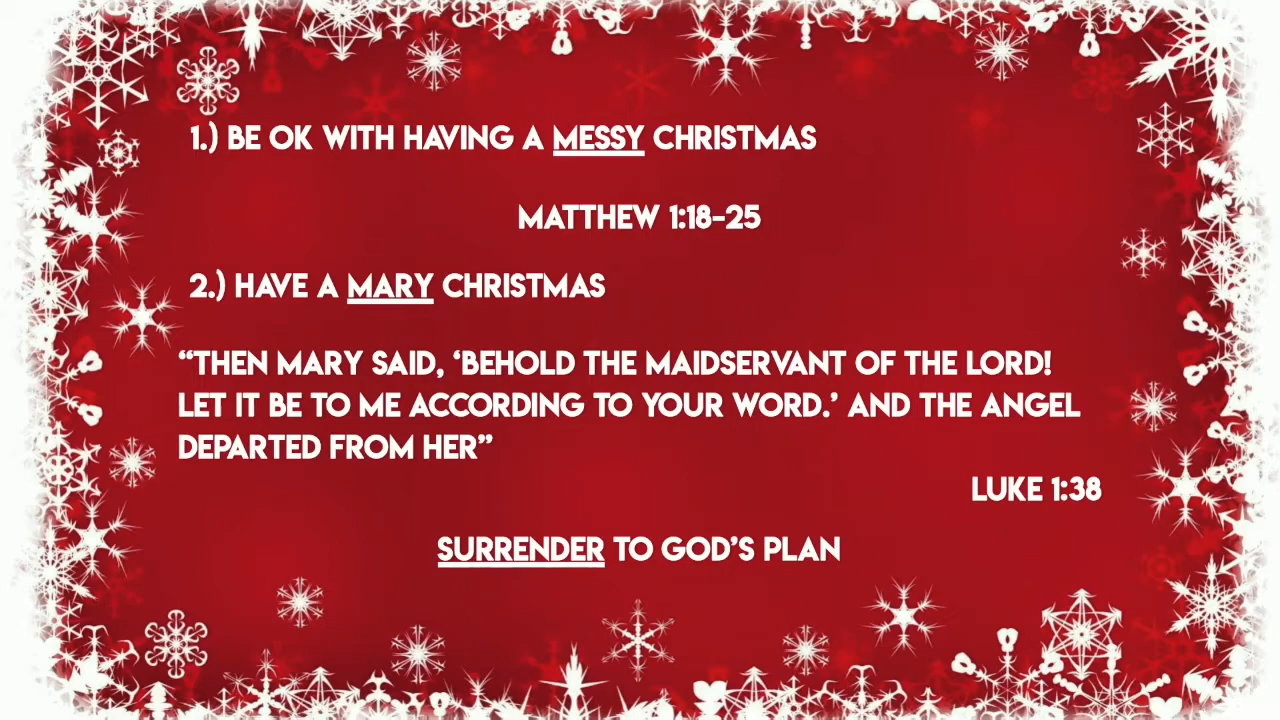 1.) BE OK WITH HAVING A MESSY CHRISTMAS
MATTHEW 1:18-25
2.) HAVE A MARY CHRISTMAS
“THEN MARY SAID, ‘BEHOLD THE MAIDSERVANT OF THE LORD!
LET IT BE TO ME ACCORDING TO YOUR WORD.’ AND THE ANGEL
DEPARTED FROM HER”
LUKE 1:38
SURRENDER TO GOD’S PLAN